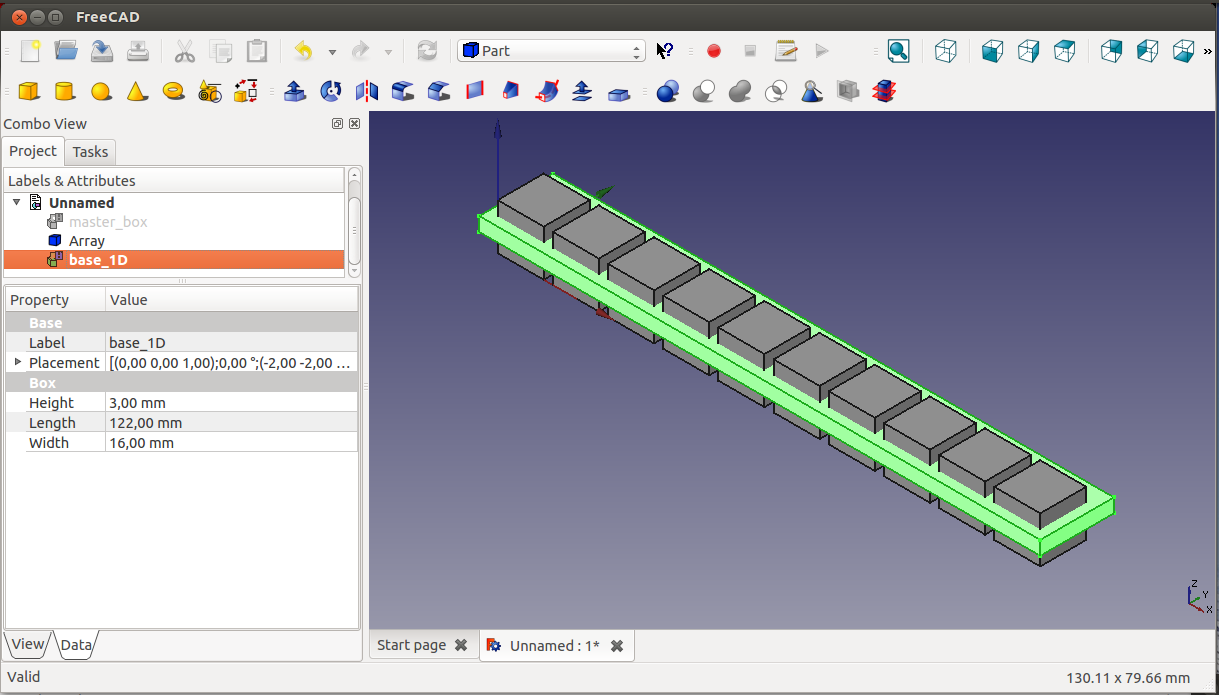 FreeCAD
Part
»
Combo View
Project
Tasks
Labels & Attributes
Unnamed
master_box
Array
base_1D
Property Value
Base
Label base_1D
Placement [(0,00 0,00 1,00);0,00 °;(-2,00 -2,00 ...
Box
Height 3,00 mm
Length 122,00 mm
Width 16,00 mm
Z
Y
X
View Data
Start page
Unnamed : 1*
Valid
130.11 x 79.66 mm